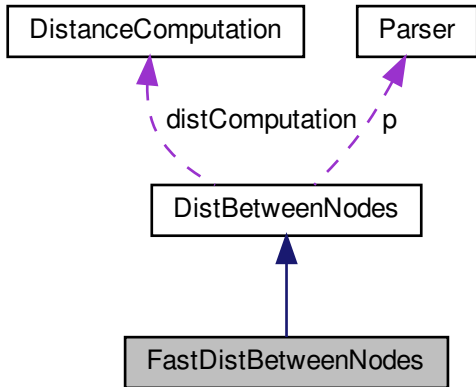 DistanceComputation
Parser
distComputation
p
DistBetweenNodes
FastDistBetweenNodes